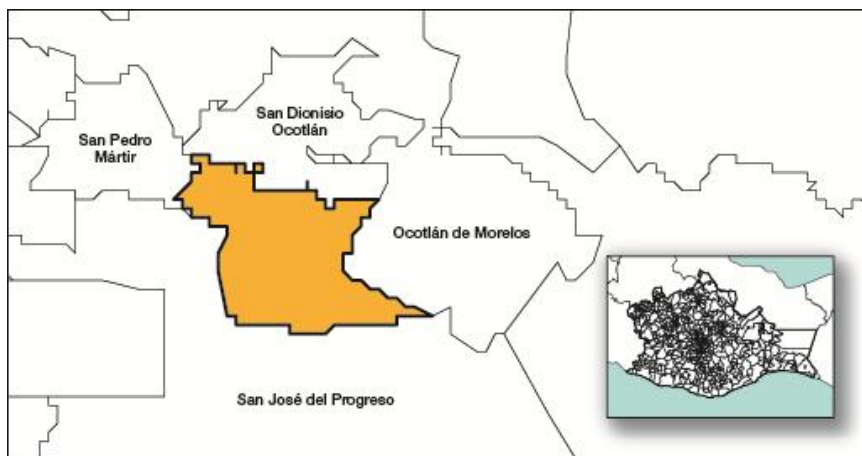 San Dionisio
Ocotlán
San Pedro
Mártir
Ocotlán de Morelos
San José del Progreso